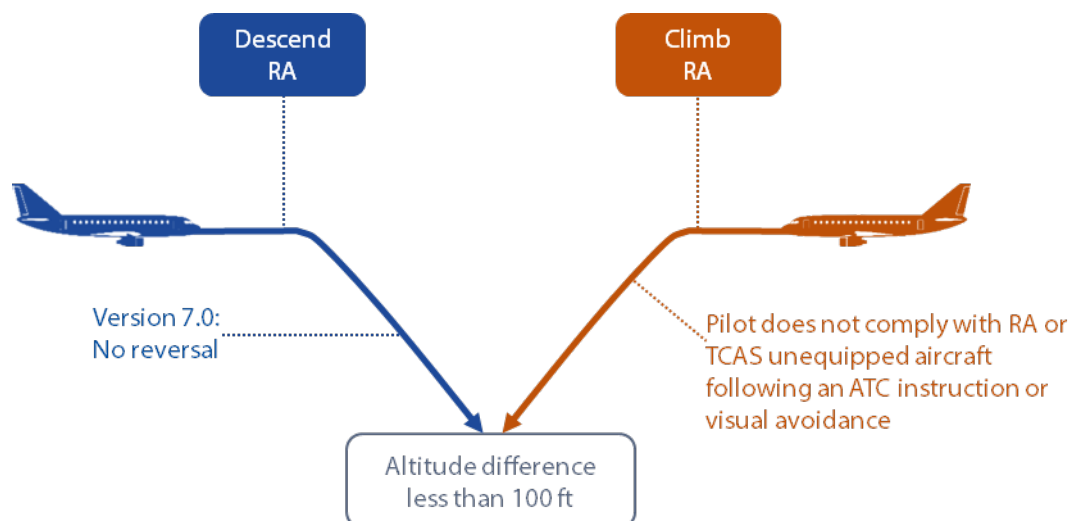 Descend
RA
Climb
RA
Version 7.0:
No reversal
Pilot does not comply with RA or
TCAS unequipped aircraft
following an ATC instruction or
visual avoidance
Altitude difference
less than 100 ft